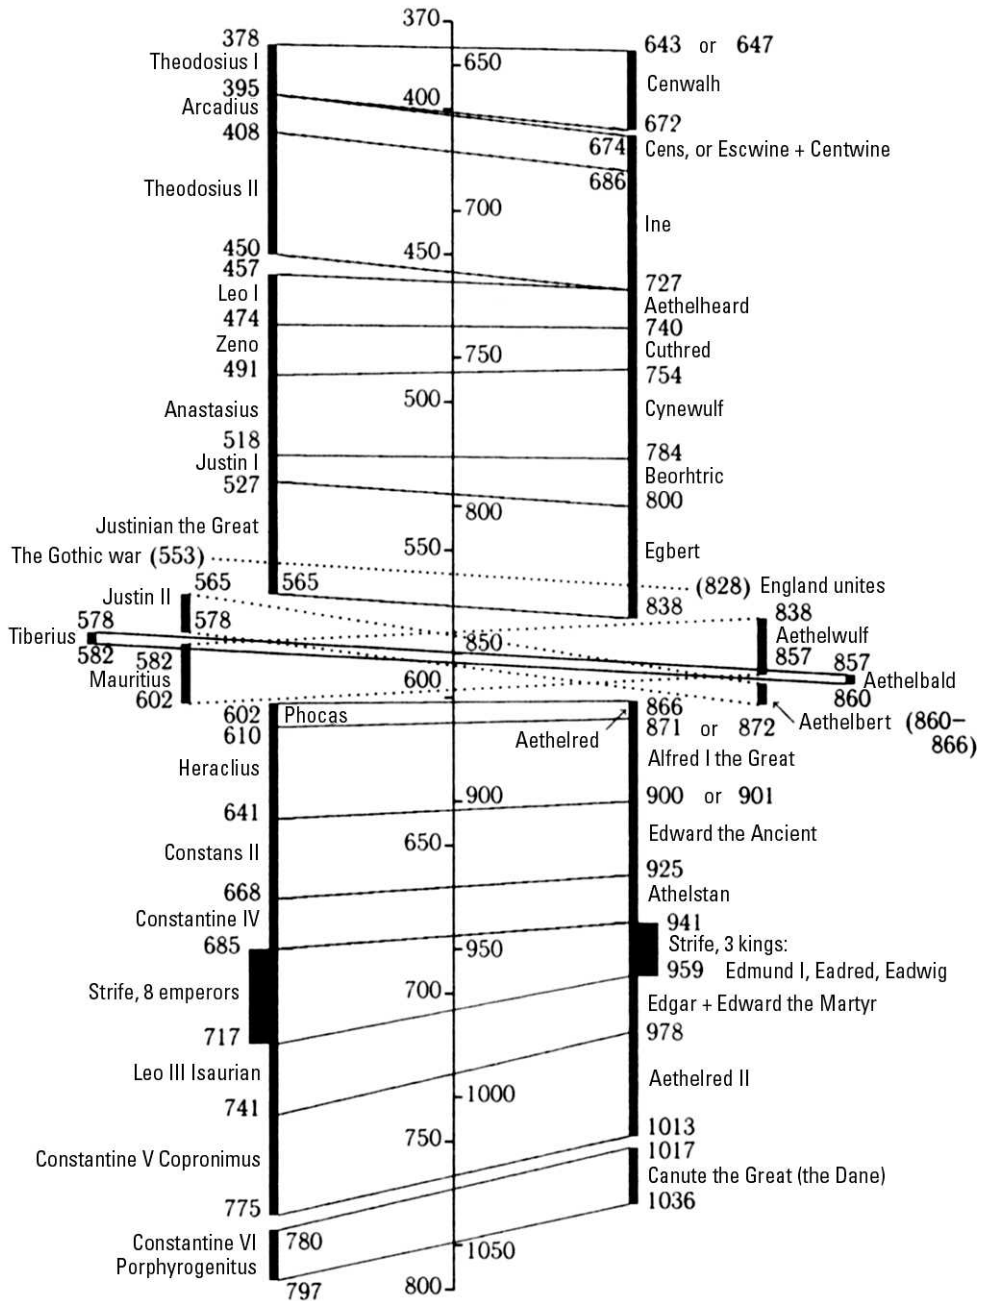 370
378
643 or 647
Theodosius I
650
Cenwalh
395
400
Arcadius
672
408
674
Cens, or Escwine + Centwine
686
Theodosius II
700
Ine
450
450
457
727
Leo I
Aethelheard
474
740
Zeno
750
Cuthred
491
754
500
Anastasius
Cynewulf
518
784
Justin I
Beorhtric
527
800
800
Justinian the Great
550
Egbert
The Gothic war (553)
565
565
(828) England unites
Justin II
838
838
578
578
Tiberius
850
Aethelwulf
582
582
857
857
Mauritius
600
Aethelbald
602
860
602
Phocas
866
Aethelbert (860–
866)
610
Aethelred
871 or 872
Heraclius
Alfred I the Great
900
900 or 901
641
Edward the Ancient
650
Constans II
925
668
Athelstan
Constantine IV
941
685
950
Strife, 3 kings:
959 Edmund I, Eadred, Eadwig
Strife, 8 emperors
700
Edgar + Edward the Martyr
717
978
Leo III Isaurian
Aethelred II
1000
741
1013
750
1017
Constantine V Copronimus
Canute the Great (the Dane)
775
1036
Constantine VI
Porphyrogenitus
780
1050
797
800